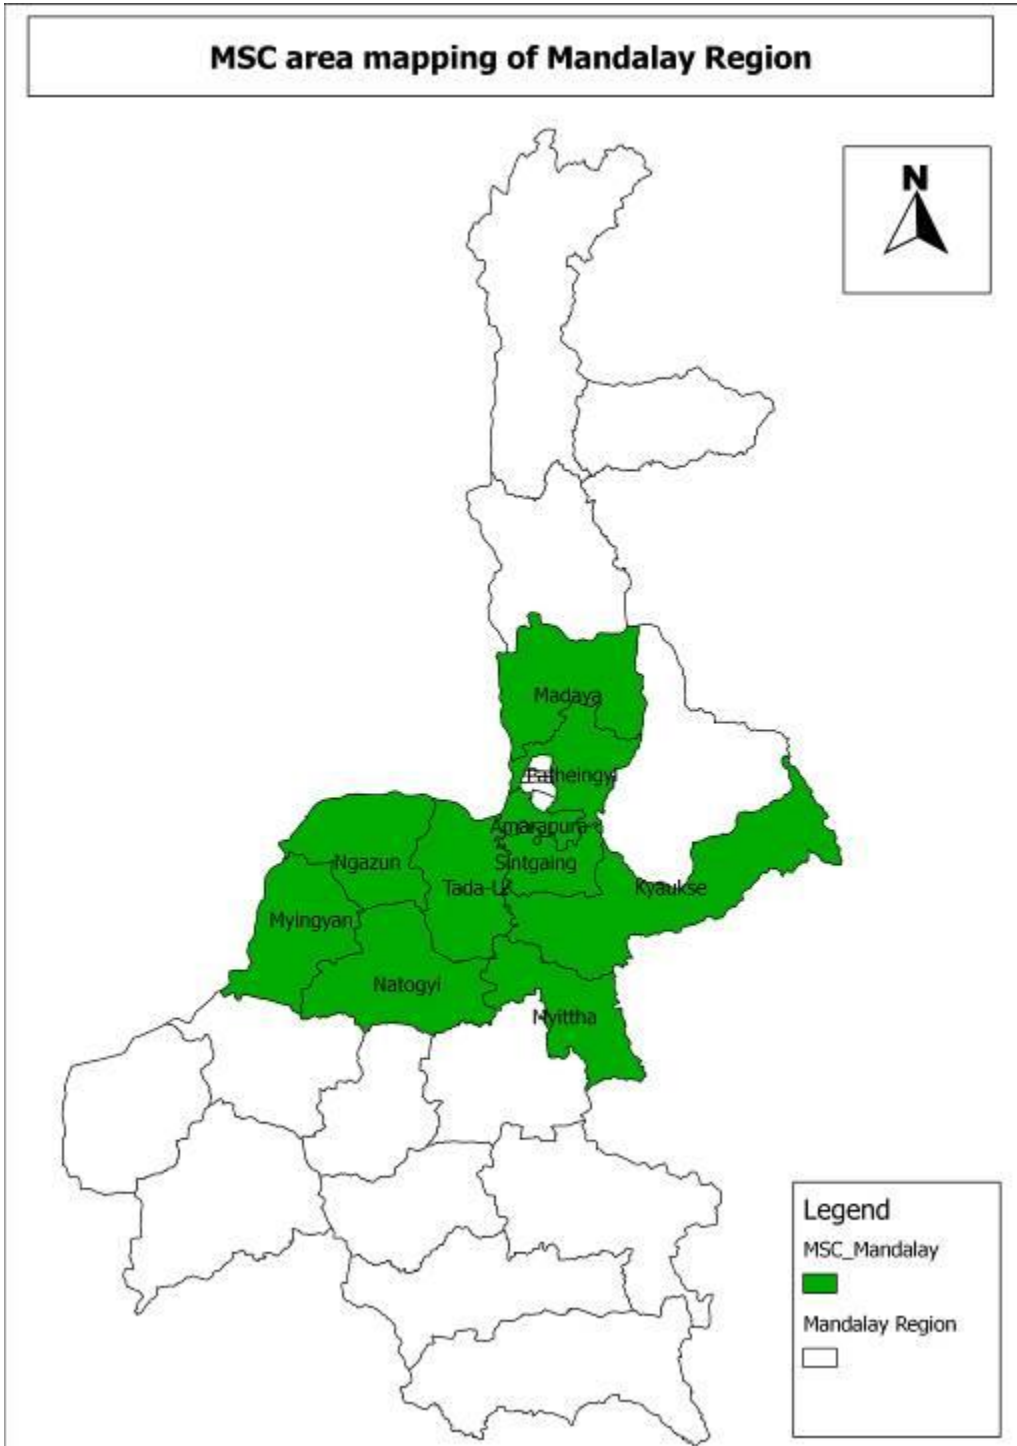 MSC area mapping of Mandalay Region
N
Madaya
Patheingyi
Amarapura
Ngazun
Sintgaing
Tada-U
Kyaukse
Myingyan
Natogyi
Myittha
Legend
MSC_Mandalay
Mandalay Region